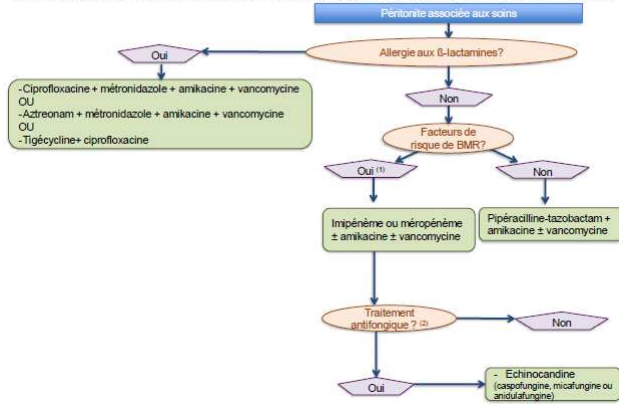 Péritonite associée aux soins
Allergie aux ß-lactamines?
Oui
-Ciprofloxacine + métronidazole + amikacine + vancomycine
OU
-Aztreonam + métronidazole + amikacine + vancomycine
OU
-Tigécycline+ ciprofloxacine
Non
Facteurs de
risque de BMR?
Oui (1)
Non
Imipénème ou méropénème
± amikacine ± vancomycine
Pipéracilline-tazobactam +
amikacine ± vancomycine
Traitement
antifongique ? (2)
Non
Oui
- Echinocandine
(caspofungine, micafungine ou
anidulafungine)